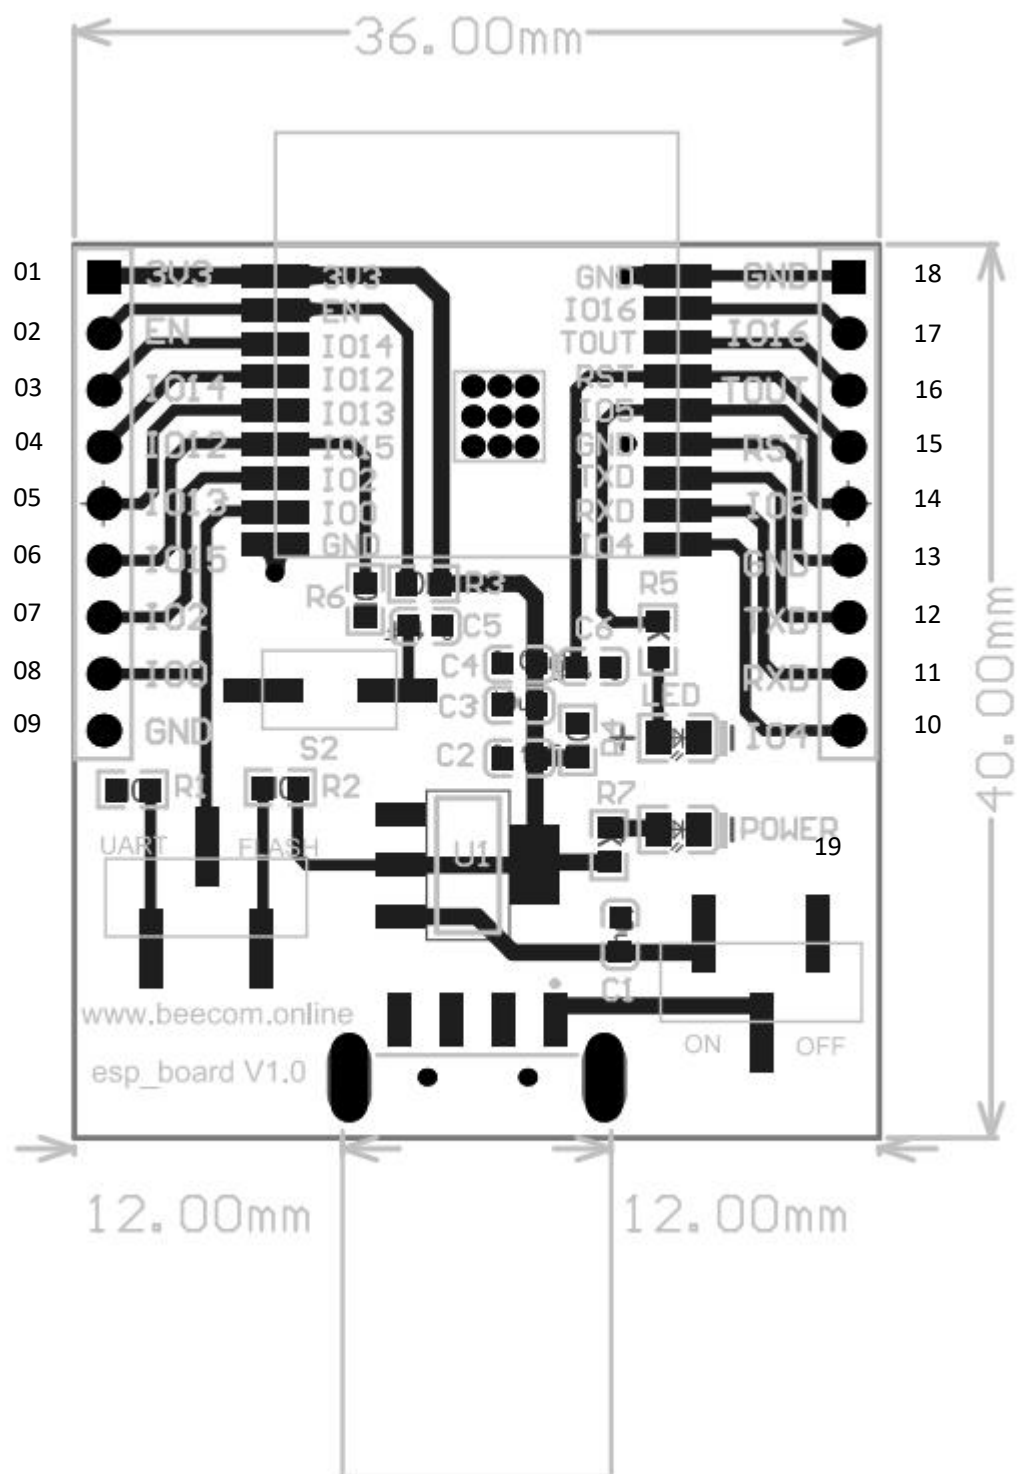 36.00mm
01 3V3 3V3 GND GND 18
02 EN EN IO16 IO16 17
03 IO14 IO14 TOUT TOUT 16
04 IO12 IO12 RST RST 15
05 IO13 IO13 IO5 IO5 14
06 IO15 IO15 GND GND 13
07 IO2 IO2 TXD TXD 12
08 IO0 IO0 RXD RXD 11
09 GND GND IO4 IO4 10
R6 R3 R5
C5 C6
C4
C3 LED
S2 C2 R4
R1 R2 R7
UART FLASH U1 POWER
19
40.00mm
C1
www.beecom.online
ON OFF
esp_board V1.0
12.00mm 12.00mm